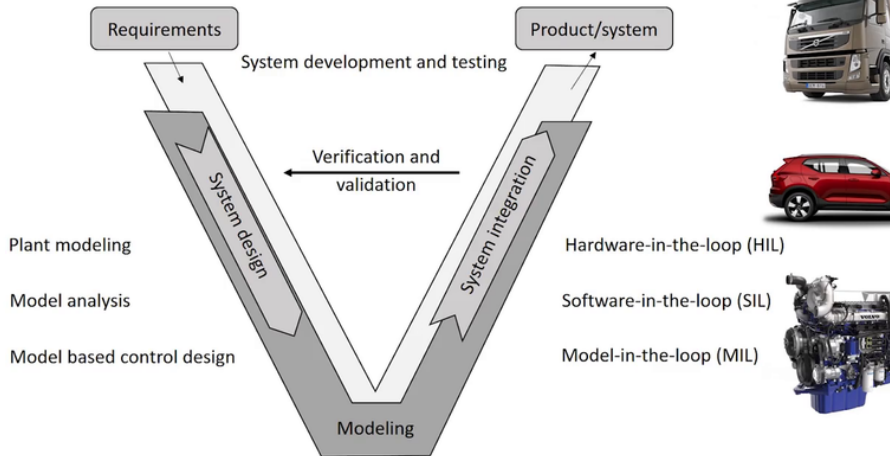 Requirements
Product/system
System development and testing
Verification and
validation
System design
System integration
Plant modeling
Hardware-in-the-loop (HIL)
Model analysis
Software-in-the-loop (SIL)
VOLVO
Model based control design
Model-in-the-loop (MIL)
Modeling